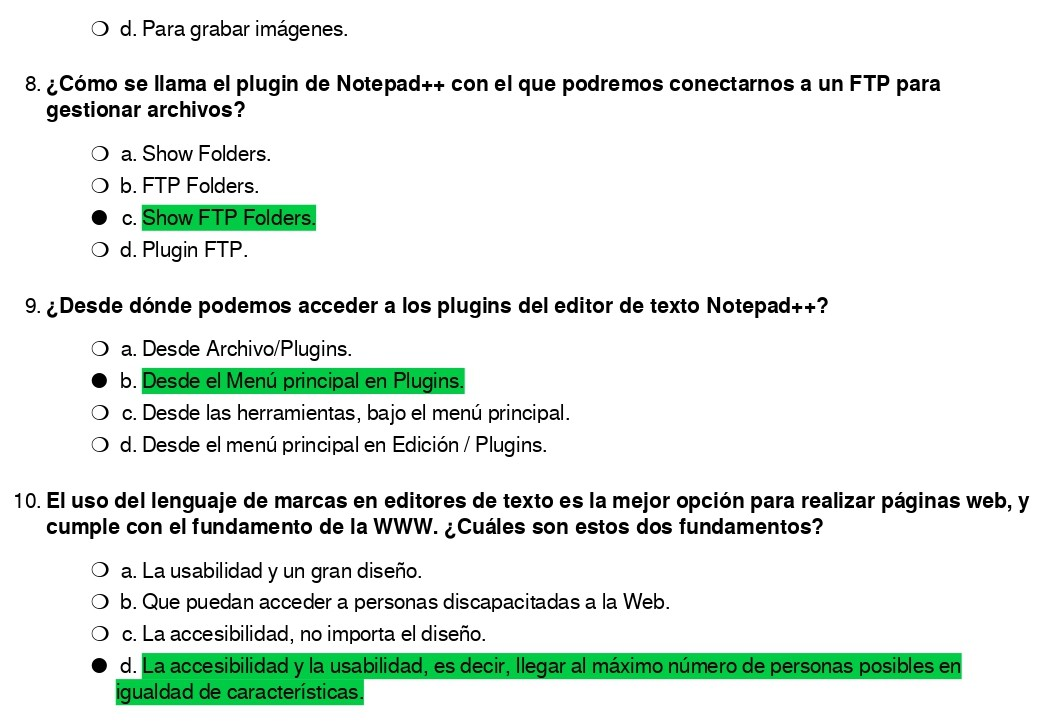 d. Para grabar imágenes.
8. ¿Cómo se llama el plugin de Notepad++ con el que podremos conectarnos a un FTP para
gestionar archivos?
a. Show Folders.
b. FTP Folders.
c. Show FTP Folders.
d. Plugin FTP.
9. ¿Desde dónde podemos acceder a los plugins del editor de texto Notepad++?
a. Desde Archivo/Plugins.
b. Desde el Menú principal en Plugins.
c. Desde las herramientas, bajo el menú principal.
d. Desde el menú principal en Edición / Plugins.
10. El uso del lenguaje de marcas en editores de texto es la mejor opción para realizar páginas web, y
cumple con el fundamento de la WWW. ¿Cuáles son estos dos fundamentos?
a. La usabilidad y un gran diseño.
b. Que puedan acceder a personas discapacitadas a la Web.
c. La accesibilidad, no importa el diseño.
d. La accesibilidad y la usabilidad, es decir, llegar al máximo número de personas posibles en
igualdad de características.